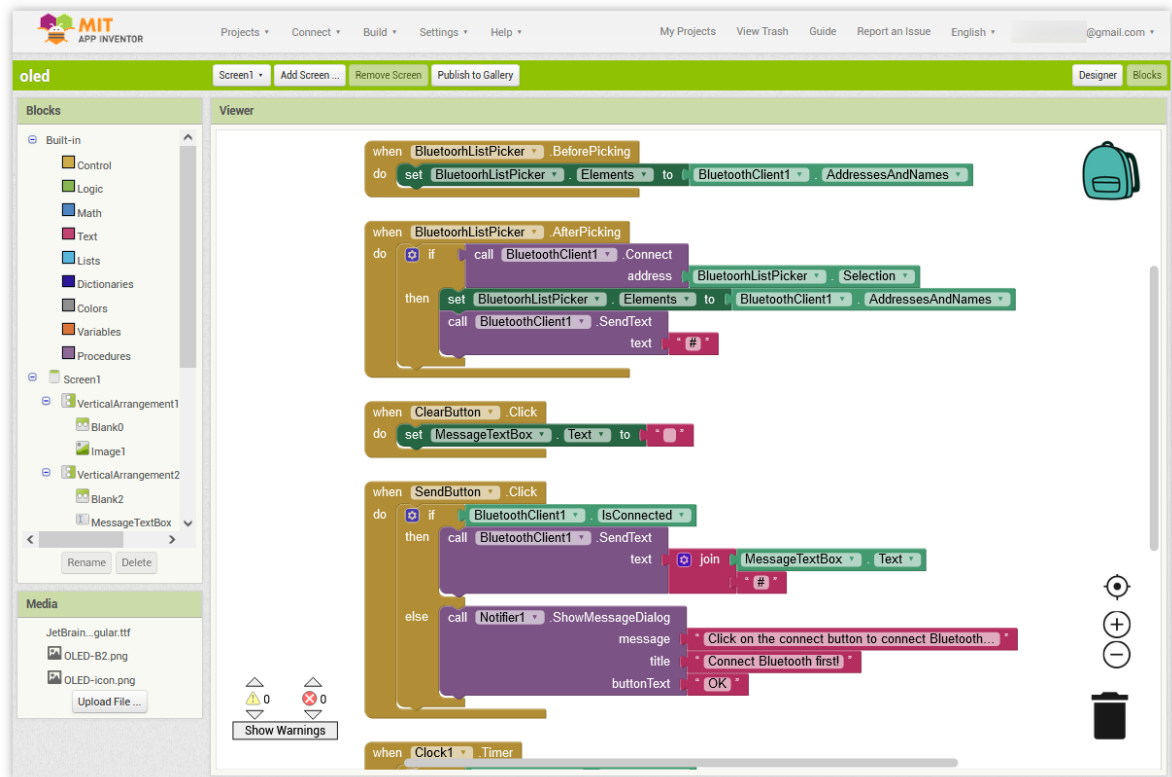 MIT
APP INVENTOR
Projects Connect Build Settings Help My Projects View Trash Guide Report an Issue English @gmail.com
oled Screen1 Add Screen ... Remove Screen Publish to Gallery Designer Blocks
Blocks
Built-in
Control
Logic
Math
Text
Lists
Dictionaries
Colors
Variables
Procedures
Screen1
VerticalArrangement1
Blank0
Image1
VerticalArrangement2
Blank2
MessageTextBox
Rename Delete
Media
JetBrain...gular.ttf
OLED-B2.png
OLED-icon.png
Upload File ...
Viewer
when BluetoorhListPicker .BeforePicking
do set BluetoorhListPicker . Elements to BluetoothClient1 . AddressesAndNames
when BluetoorhListPicker .AfterPicking
do if call BluetoothClient1 .Connect
address BluetoorhListPicker . Selection
then set BluetoorhListPicker . Elements to BluetoothClient1 . AddressesAndNames
call BluetoothClient1 .SendText
text “ # ”
when ClearButton .Click
do set MessageTextBox . Text to “ ”
when SendButton .Click
do if BluetoothClient1 . IsConnected
then call BluetoothClient1 .SendText
text join MessageTextBox . Text
“ # ”
else call Notifier1 .ShowMessageDialog
message “ Click on the connect button to connect Bluetooth... ”
title “ Connect Bluetooth first! ”
buttonText “ OK ”
when Clock1 .Timer
0 0
Show Warnings